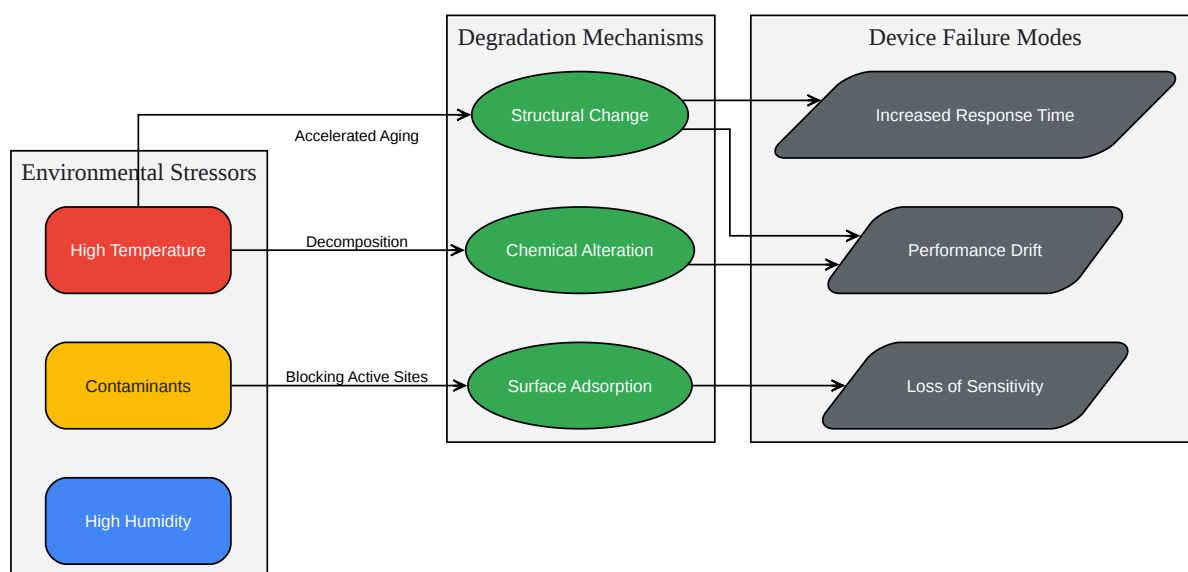 Degradation Mechanisms
Device Failure Modes
Structural Change
Increased Response Time
Accelerated Aging
Environmental Stressors
High Temperature
Decomposition
Chemical Alteration
Performance Drift
Contaminants
Blocking Active Sites
Surface Adsorption
Loss of Sensitivity
High Humidity